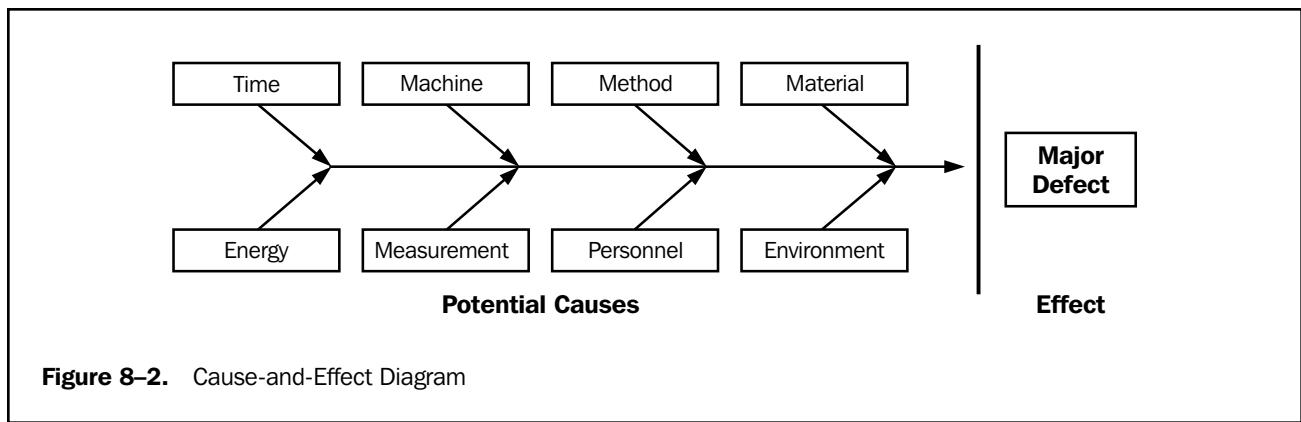 Time
Machine
Method
Material
Major
Defect
Energy
Measurement
Personnel
Environment
Potential Causes
Effect
Figure 8–2. Cause-and-Effect Diagram